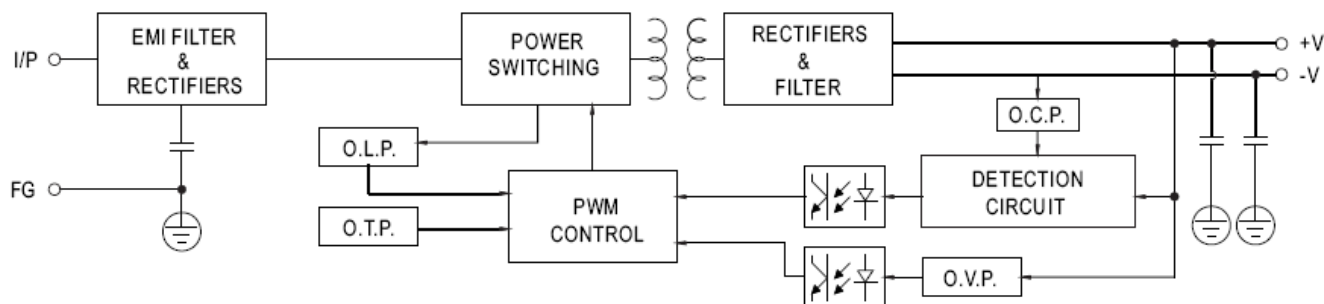 I/P
EMI FILTER
&
RECTIFIERS
POWER
SWITCHING
RECTIFIERS
&
FILTER
+V
-V
O.C.P.
O.L.P.
FG
DETECTION
CIRCUIT
PWM
CONTROL
O.T.P.
O.V.P.